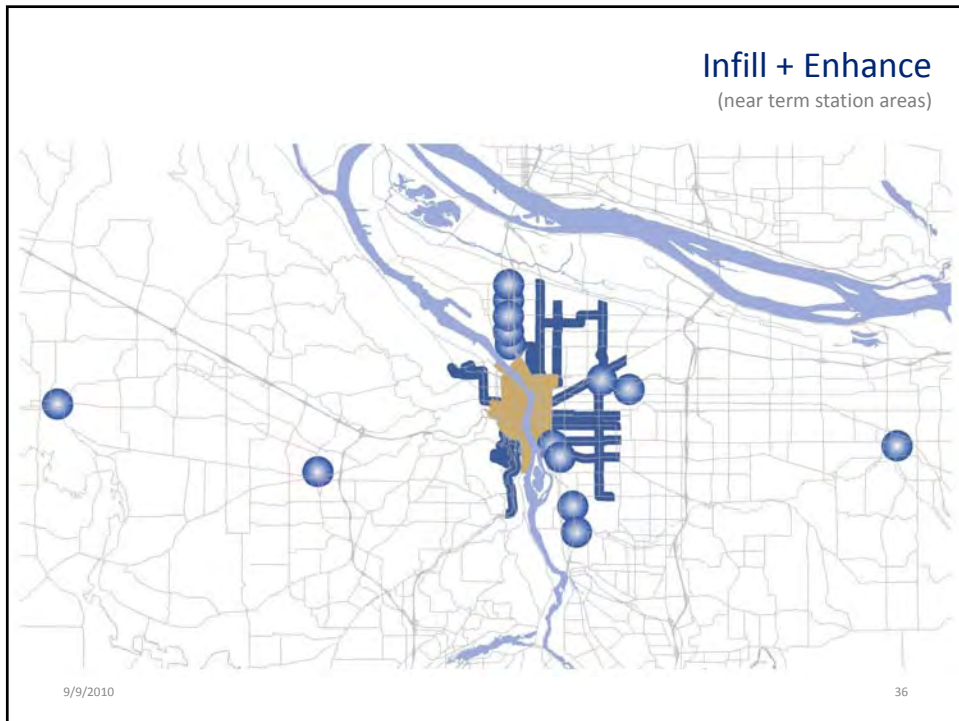 Infill + Enhance
(near term station areas)
9/9/2010
36